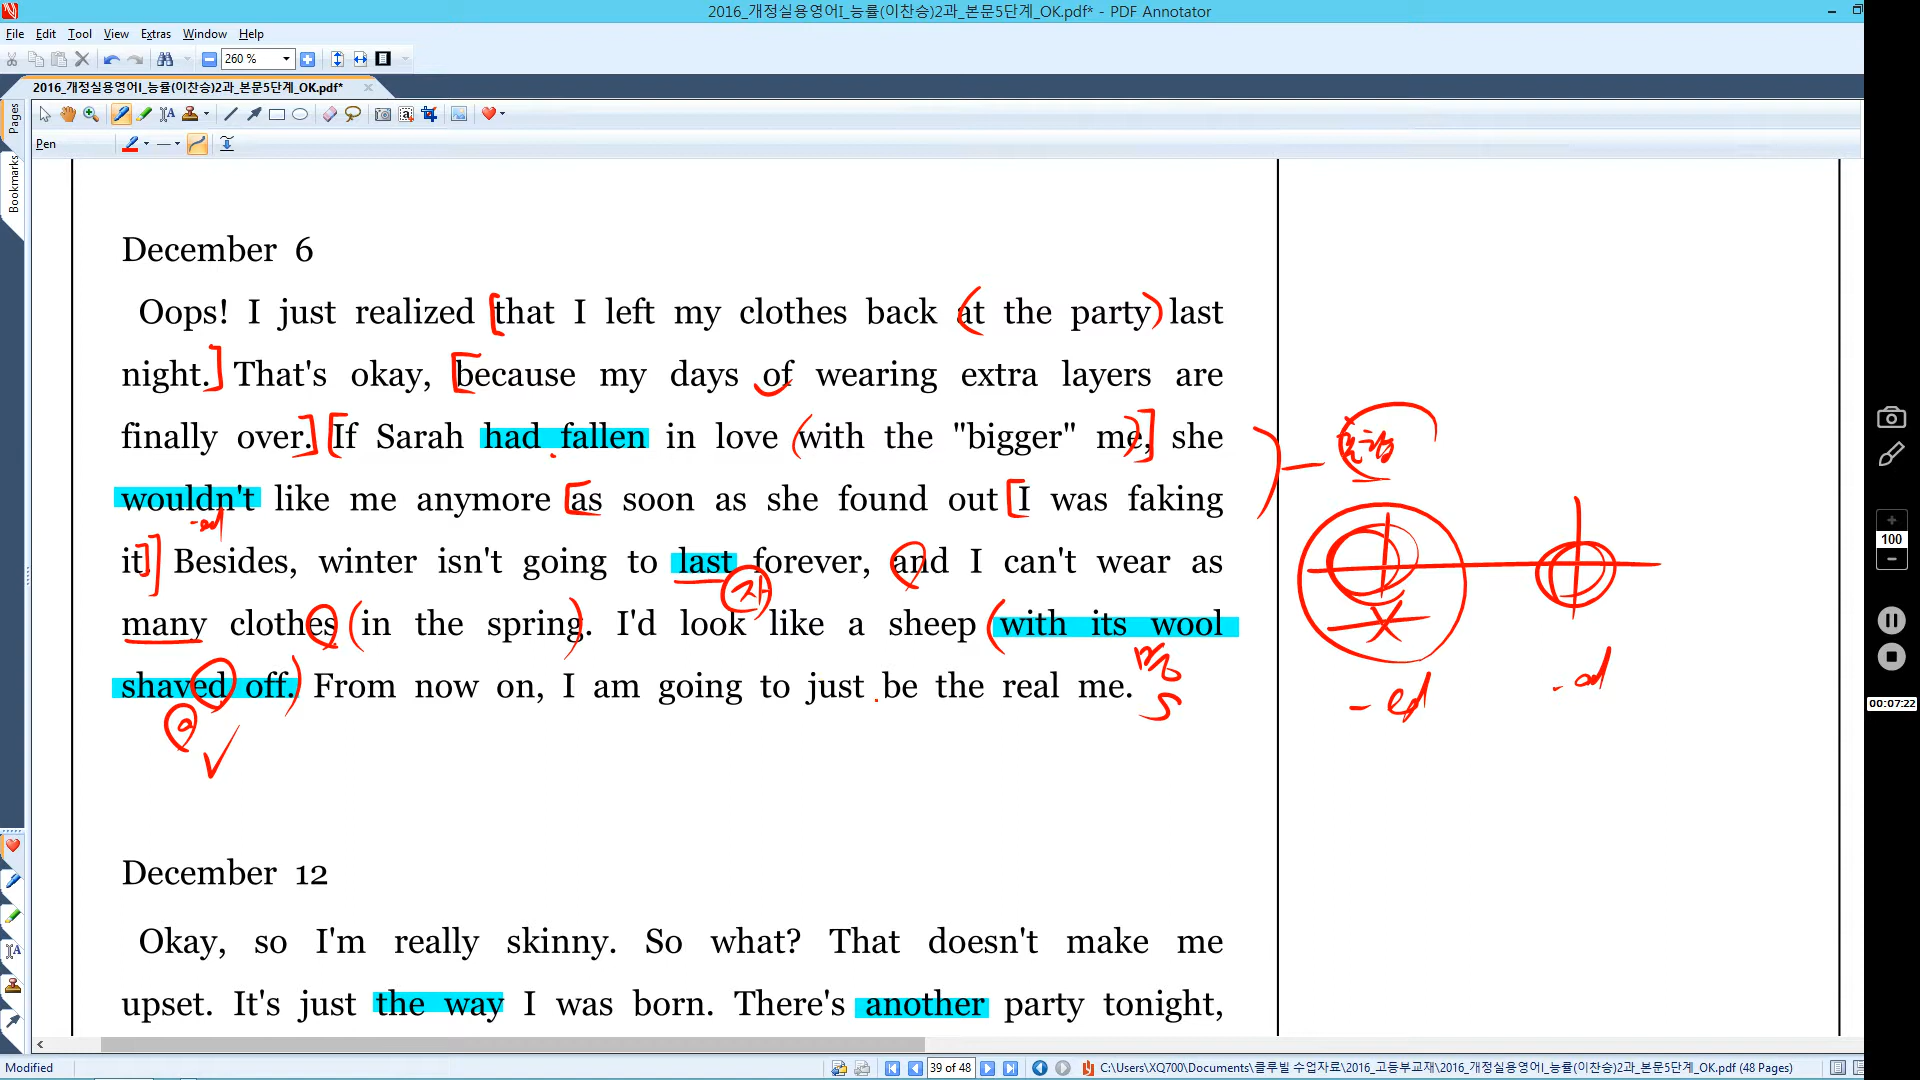 2016_개정실용영어I_능률(이찬승)2과_본문5단계_OK.pdf* - PDF Annotator
File Edit Tool View Extras Window Help
260 %
2016_개정실용영어I_능률(이찬승)2과_본문5단계_OK.pdf*
Pages
Bookmarks
Pen
December 6
Oops! I just realized [that I left my clothes back (at the party) last
night.] That's okay, [because my days of wearing extra layers are
finally over.] [If Sarah had fallen in love (with the "bigger" me,)] she
wouldn't like me anymore [as soon as she found out [I was faking
-ed
it.]] Besides, winter isn't going to last forever, and I can't wear as
자
many clothes (in the spring). I'd look like a sheep (with its wool
shaved off.) From now on, I am going to just be the real me.
-ed
-ed
December 12
Okay, so I'm really skinny. So what? That doesn't make me
upset. It's just the way I was born. There's another party tonight,
100
00:07:22
Modified
39 of 48
C:\Users\XQ700\Documents\클루빌 수업자료\2016_고등부교재\2016_개정실용영어I_능률(이찬승)2과_본문5단계_OK.pdf (48 Pages)